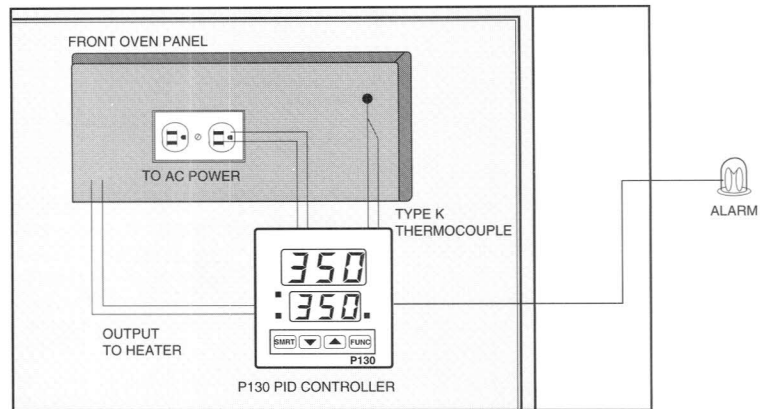 FRONT OVEN PANEL
TO AC POWER
TYPE K
THERMOCOUPLE
ALARM
350
350.
OUTPUT
TO HEATER
SMRT FUNC
P130
P130 PID CONTROLLER